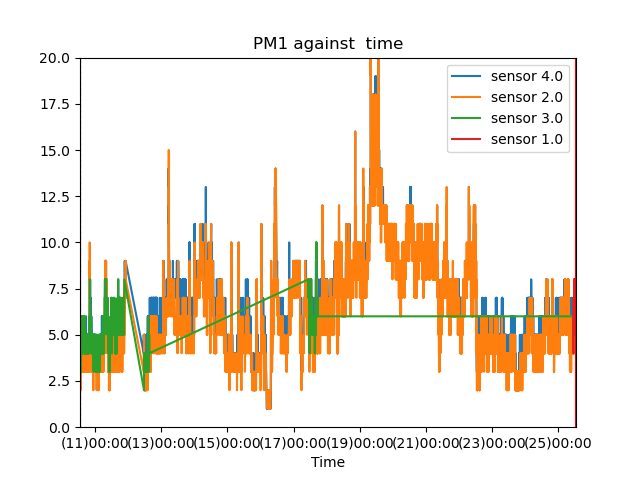 PM1 against  time
20.0
17.5
15.0
12.5
10.0
7.5
5.0
2.5
0.0
sensor 4.0
sensor 2.0
sensor 3.0
sensor 1.0
(11)00:00 (13)00:00 (15)00:00 (17)00:00 (19)00:00 (21)00:00 (23)00:00 (25)00:00
Time